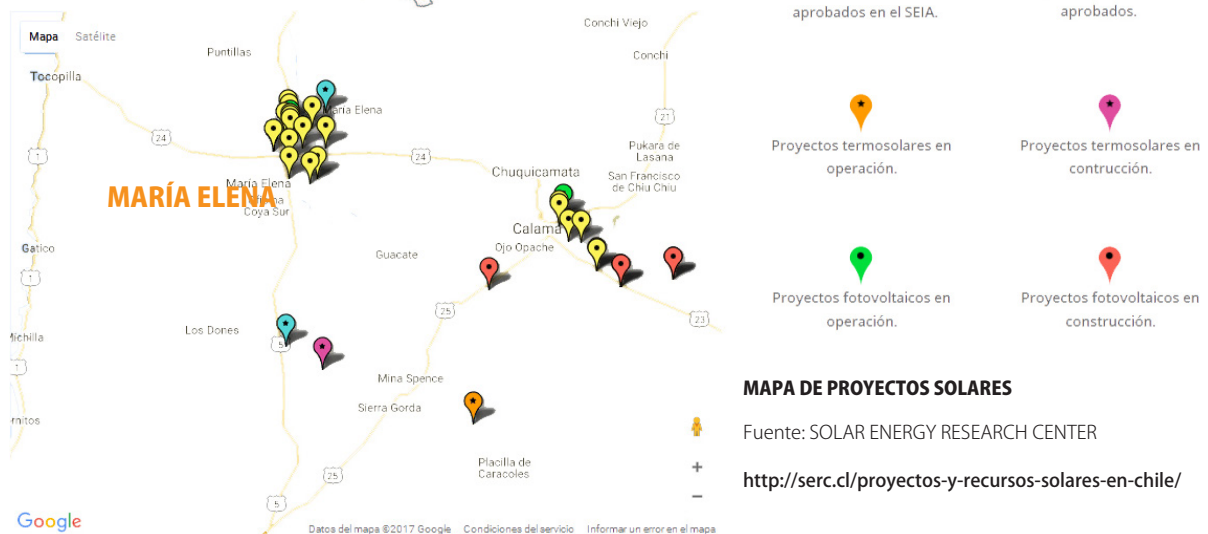 Mapa Satélite
Conchi Viejo
aprobados en el SEIA.
aprobados.
Puntillas
Conchi
Tocopilla
María Elena
21
24
1
24
Pukara de
Lasana
Chuquicamata
San Francisco
de Chiu Chiu
Proyectos termosolares en
operación.
Proyectos termosolares en
contrucción.
María Elena
MARÍA ELENA
Coya Sur
Calama
Gatico
Guacate
Ojo Opache
1
25
23
Proyectos fotovoltaicos en
operación.
Proyectos fotovoltaicos en
construcción.
Los Dones
5
1
Mina Spence
Sierra Gorda
MAPA DE PROYECTOS SOLARES
Fuente: SOLAR ENERGY RESEARCH CENTER
Placilla de
Caracoles
25
5
http://serc.cl/proyectos-y-recursos-solares-en-chile/
Google
Datos del mapa ©2017 Google Condiciones del servicio Informar un error en el mapa